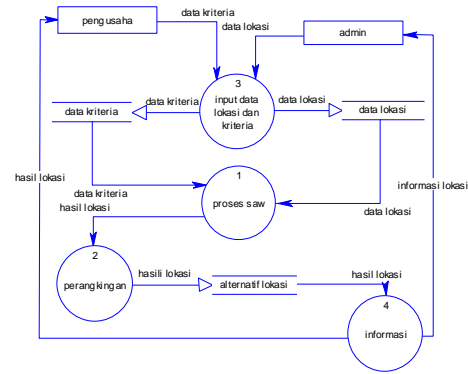 pengusaha
data kriteria
data lokasi
admin
3
input data
lokasi dan
kriteria
data kriteria
data kriteria
data lokasi
data lokasi
hasil lokasi
informasi lokasi
1
proses saw
data kriteria
hasil lokasi
data lokasi
2
perangkingan
hasili lokasi
alternatif lokasi
hasil lokasi
4
informasi